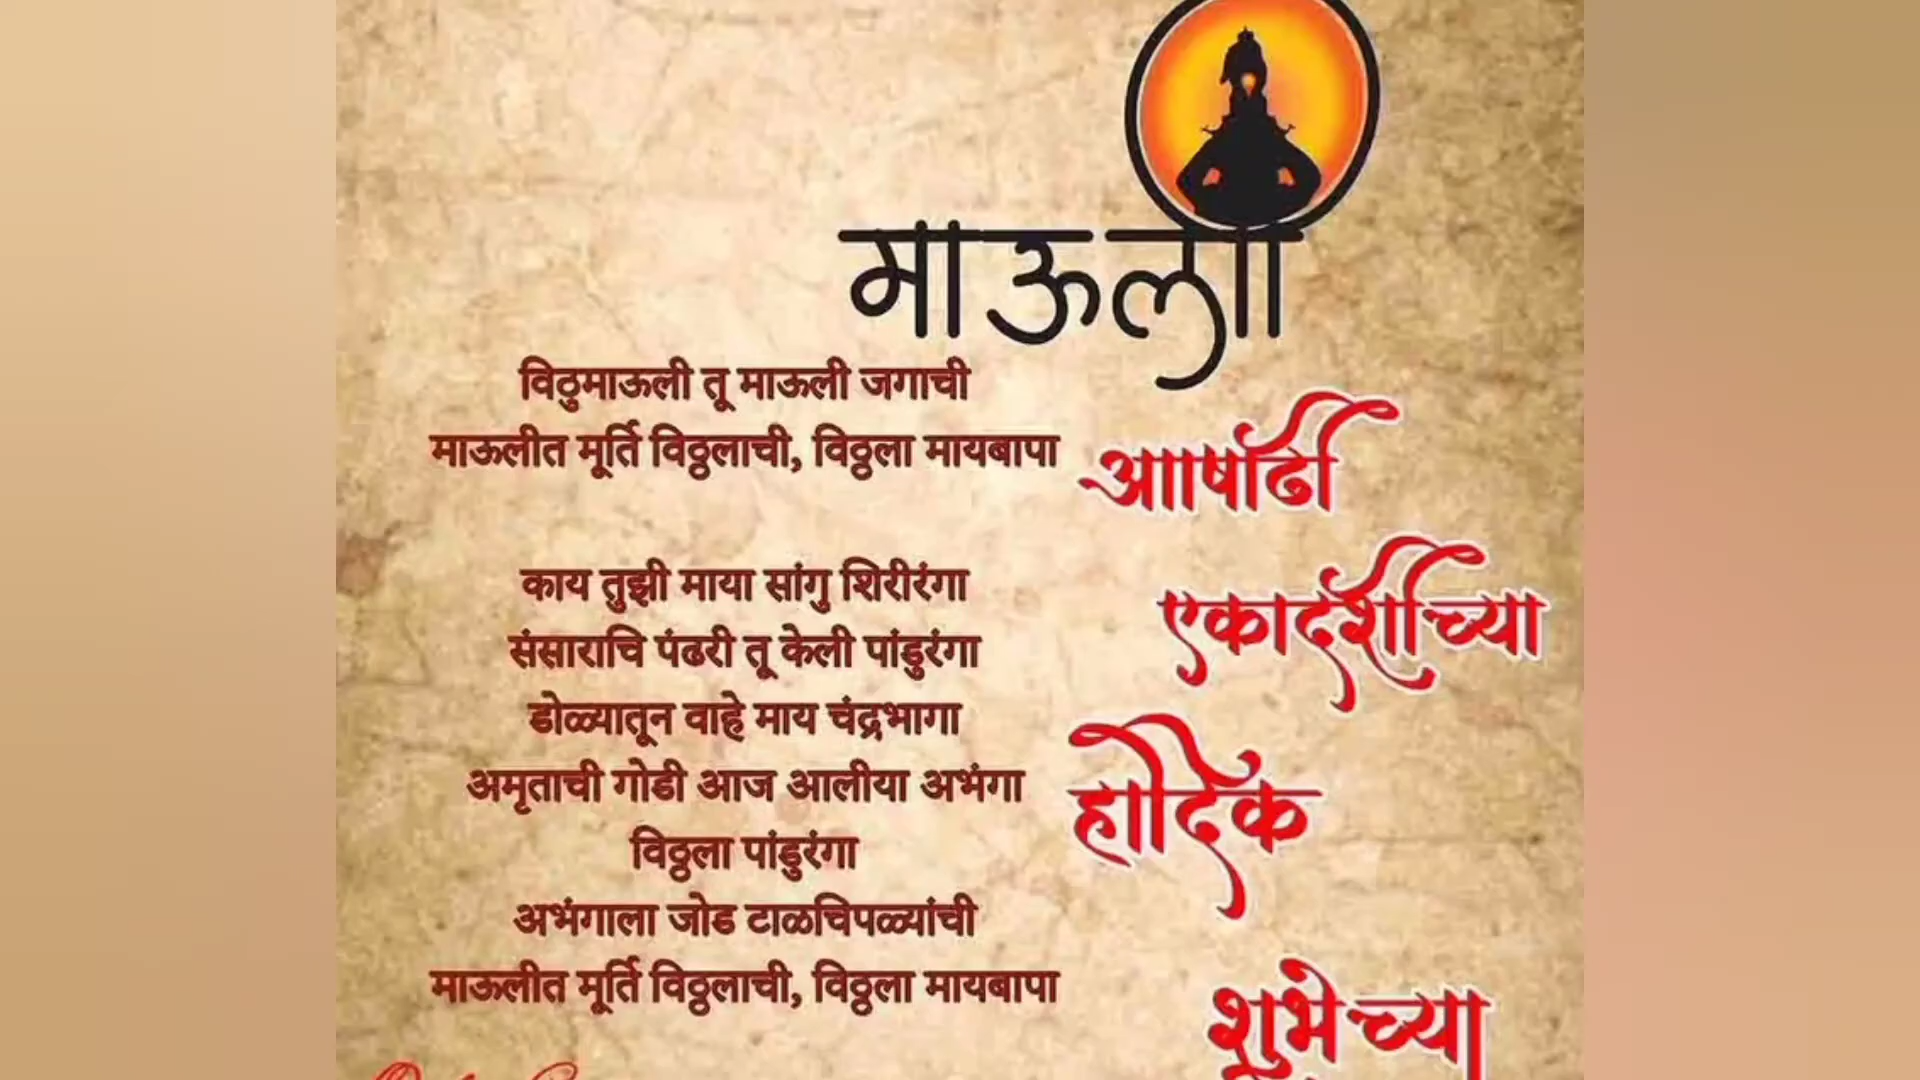 माऊली
विठुमाऊली तू माऊली जगाची
माऊलीत मूर्ति विठ्ठलाची, विठ्ठला मायबापा
काय तुझी माया सांगु शिरीरंगा
संसाराचि पंढरी तू केली पांडुरंगा
डोळ्यातून वाहे माय चंद्रभागा
अमृताची गोडी आज आलीया अभंगा
विठ्ठला पांडुरंगा
अभंगाला जोड टाळचिपळ्यांची
माऊलीत मूर्ति विठ्ठलाची, विठ्ठला मायबापा
आषाढी
एकादशीच्या
हार्दिक
शुभेच्या